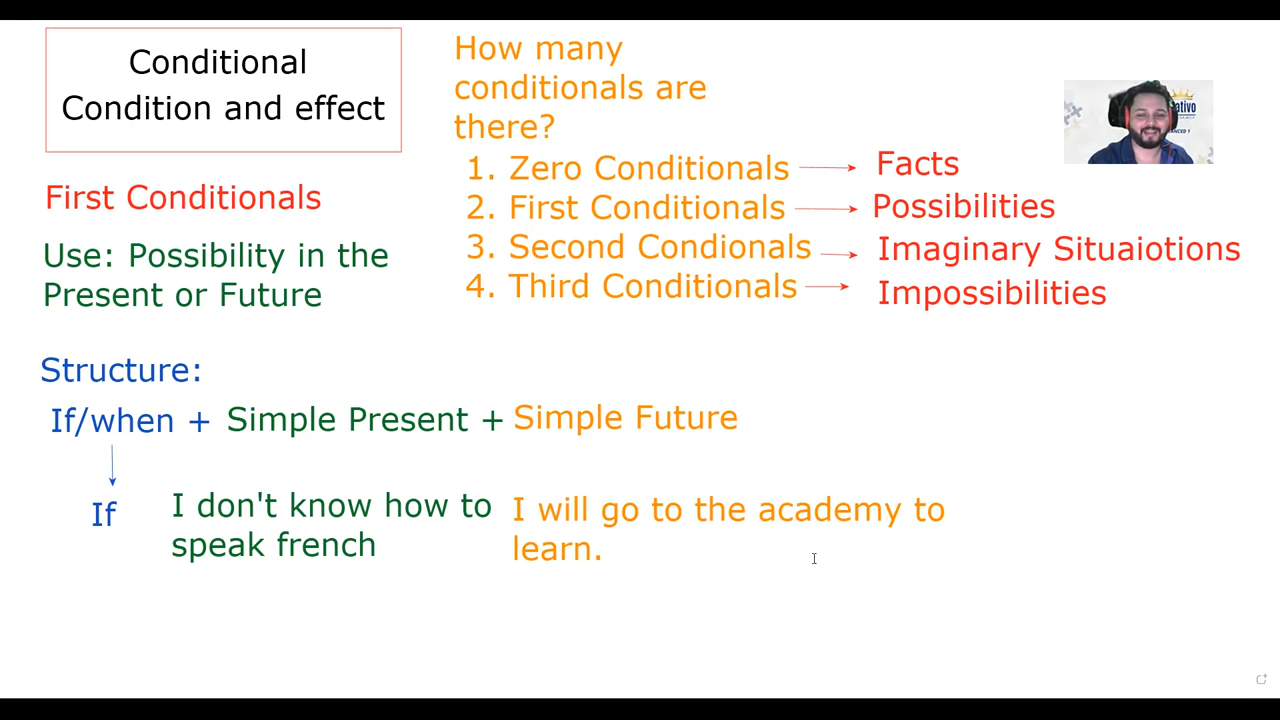 Conditional
Condition and effect
First Conditionals
Use: Possibility in the
Present or Future
How many
conditionals are
there?
1. Zero Conditionals
Facts
2. First Conditionals
Possibilities
3. Second Condionals
Imaginary Situaiotions
4. Third Conditionals
Impossibilities
Structure:
If/when + Simple Present + Simple Future
If
I don't know how to
speak french
I will go to the academy to
learn.